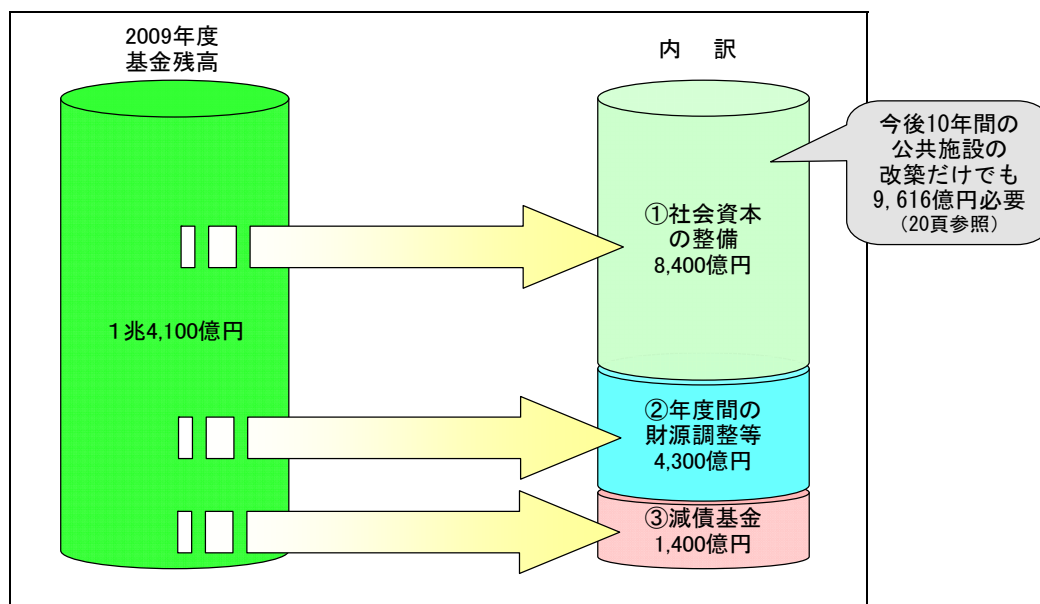 2009年度
基金残高
内　訳
今後10年間の
公共施設の
改築だけでも
9,616億円必要
（20頁参照）
①社会資本
の整備
8,400億円
１兆4,100億円
②年度間の
財源調整等
4,300億円
③減債基金
1,400億円